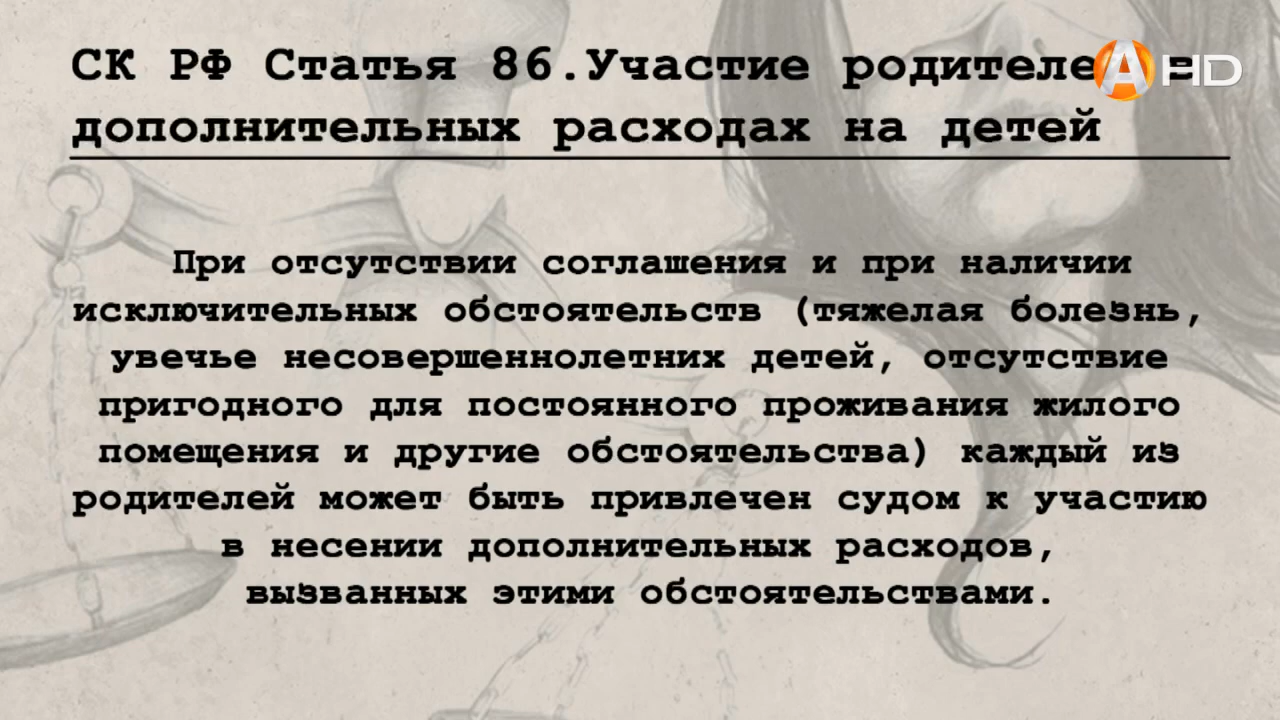 СК РФ Статья 86.Участие родителей в
дополнительных расходах на детей
При отсутствии соглашения и при наличии
исключительных обстоятельств (тяжелая болезнь,
увечье несовершеннолетних детей, отсутствие
пригодного для постоянного проживания жилого
помещения и другие обстоятельства) каждый из
родителей может быть привлечен судом к участию
в несении дополнительных расходов,
вызванных этими обстоятельствами.
А HD